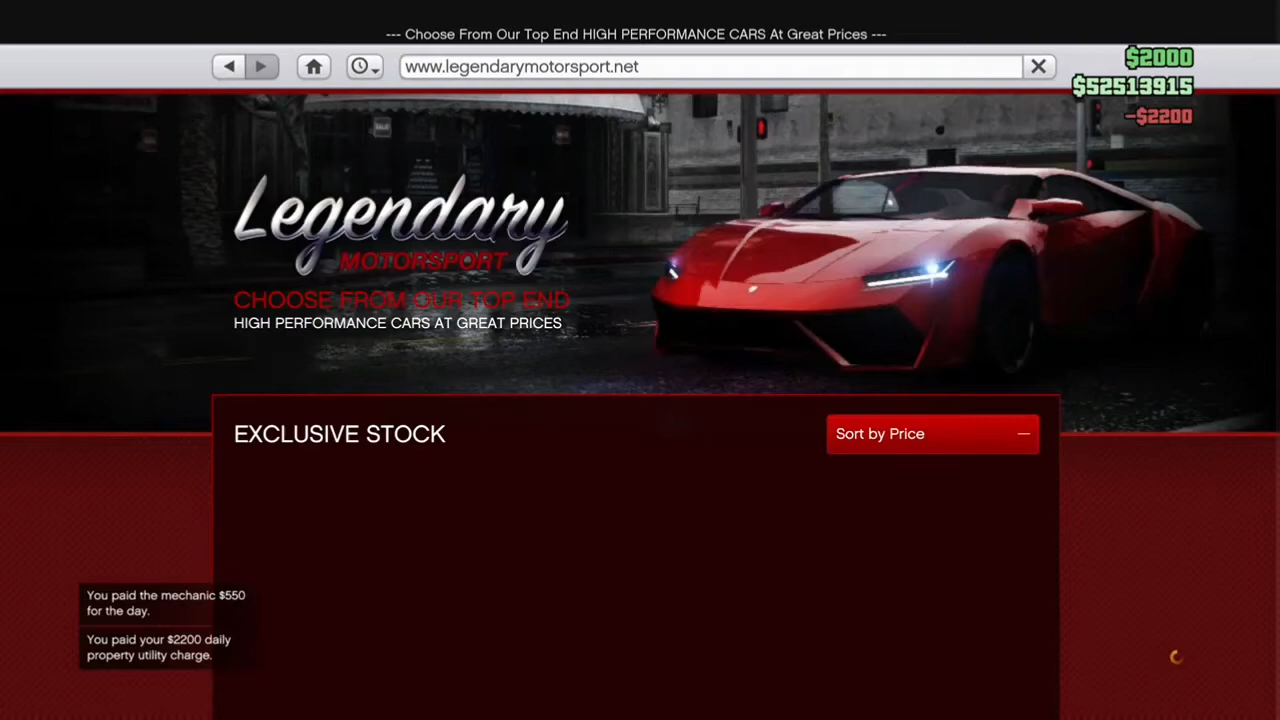 --- Choose From Our Top End HIGH PERFORMANCE CARS At Great Prices ---
www.legendarymotorsport.net
$2000
$52513915
-$2200
Legendary
MOTORSPORT
CHOOSE FROM OUR TOP END
HIGH PERFORMANCE CARS AT GREAT PRICES
EXCLUSIVE STOCK
Sort by Price
You paid the mechanic $550
for the day.
You paid your $2200 daily
property utility charge.